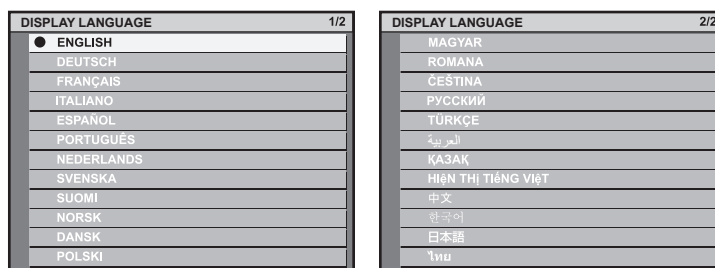 DISPLAY LANGUAGE 1/2
ENGLISH
DEUTSCH
FRANÇAIS
ITALIANO
ESPAÑOL
PORTUGUÊS
NEDERLANDS
SVENSKA
SUOMI
NORSK
DANSK
POLSKI
DISPLAY LANGUAGE 2/2
MAGYAR
ROMANA
ČEŠTINA
РУССКИЙ
TÜRKÇE
العربية
ҚАЗАҚ
HIệN THị TIếNG VIệT
中文
한국어
日本語
ไทย